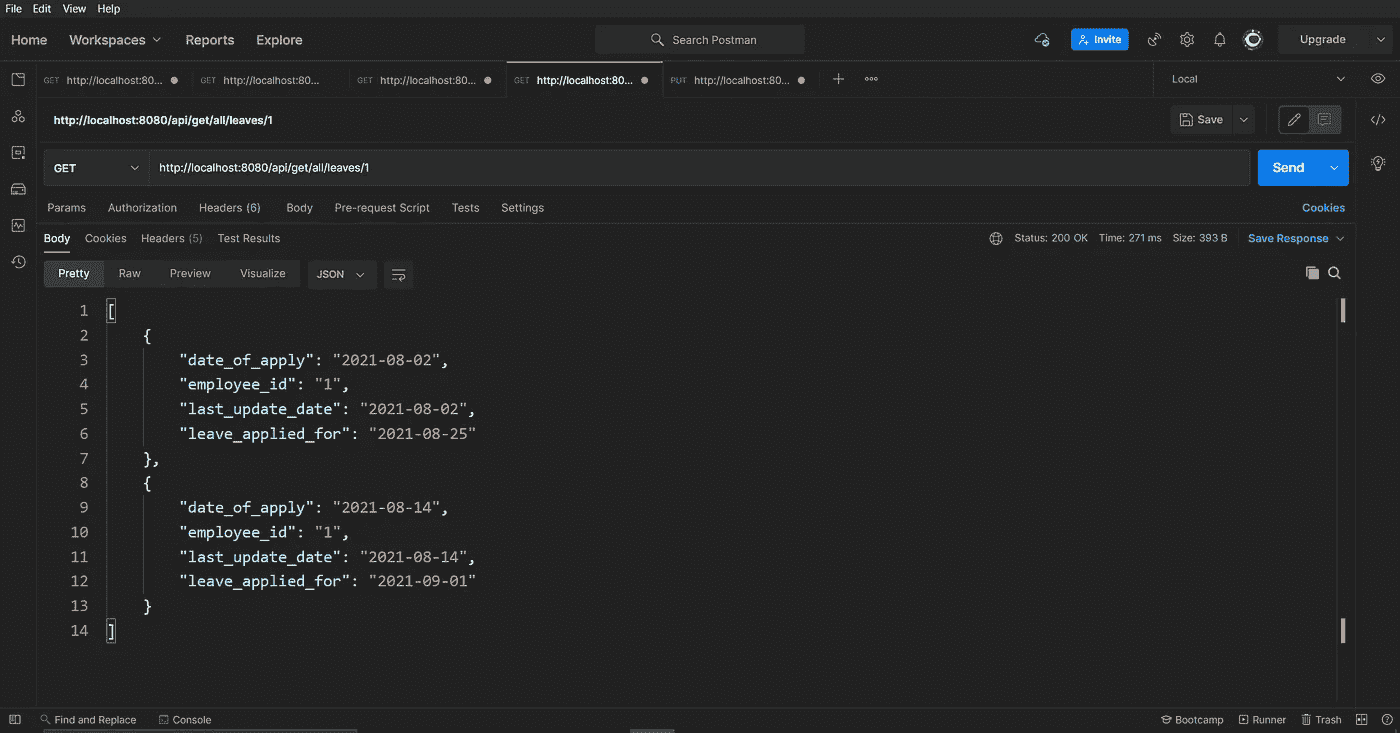 File Edit View Help
Home Workspaces Reports Explore Search Postman Invite Upgrade
GET http://localhost:80... GET http://localhost:80... GET http://localhost:80... GET http://localhost:80... PUT http://localhost:80... Local
http://localhost:8080/api/get/all/leaves/1 Save
GET http://localhost:8080/api/get/all/leaves/1 Send
Params Authorization Headers (6) Body Pre-request Script Tests Settings Cookies
Body Cookies Headers (5) Test Results Status: 200 OK Time: 271 ms Size: 393 B Save Response
Pretty Raw Preview Visualize JSON
1 [
2 {
3 "date_of_apply": "2021-08-02",
4 "employee_id": "1",
5 "last_update_date": "2021-08-02",
6 "leave_applied_for": "2021-08-25"
7 },
8 {
9 "date_of_apply": "2021-08-14",
10 "employee_id": "1",
11 "last_update_date": "2021-08-14",
12 "leave_applied_for": "2021-09-01"
13 }
14 ]
Find and Replace Console Bootcamp Runner Trash